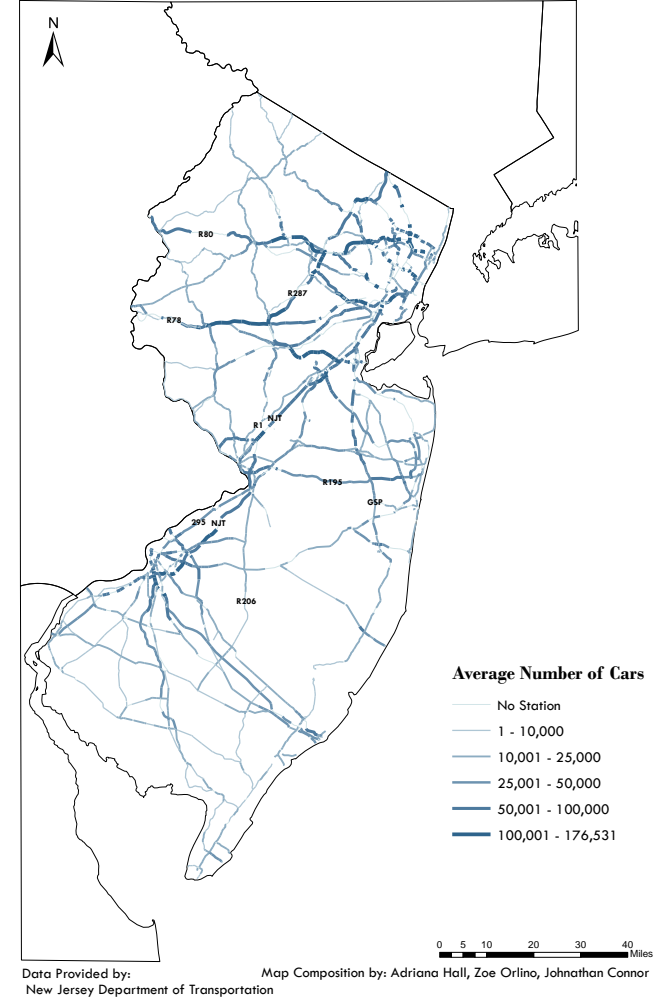 N
R80
R287
R78
NJT
R1
R195
GSP
295 NJT
R206
Average Number of Cars
No Station
1 - 10,000
10,001 - 25,000
25,001 - 50,000
50,001 - 100,000
100,001 - 176,531
0 5 10 20 30 40
Miles
Data Provided by:
New Jersey Department of Transportation
Map Composition by: Adriana Hall, Zoe Orlino, Johnathan Connor